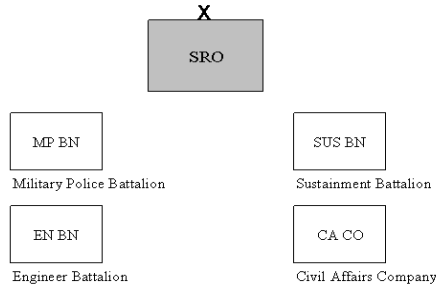 X
SRO
MP BN
Military Police Battalion
SUS BN
Sustainment Battalion
EN BN
Engineer Battalion
CA CO
Civil Affairs Company